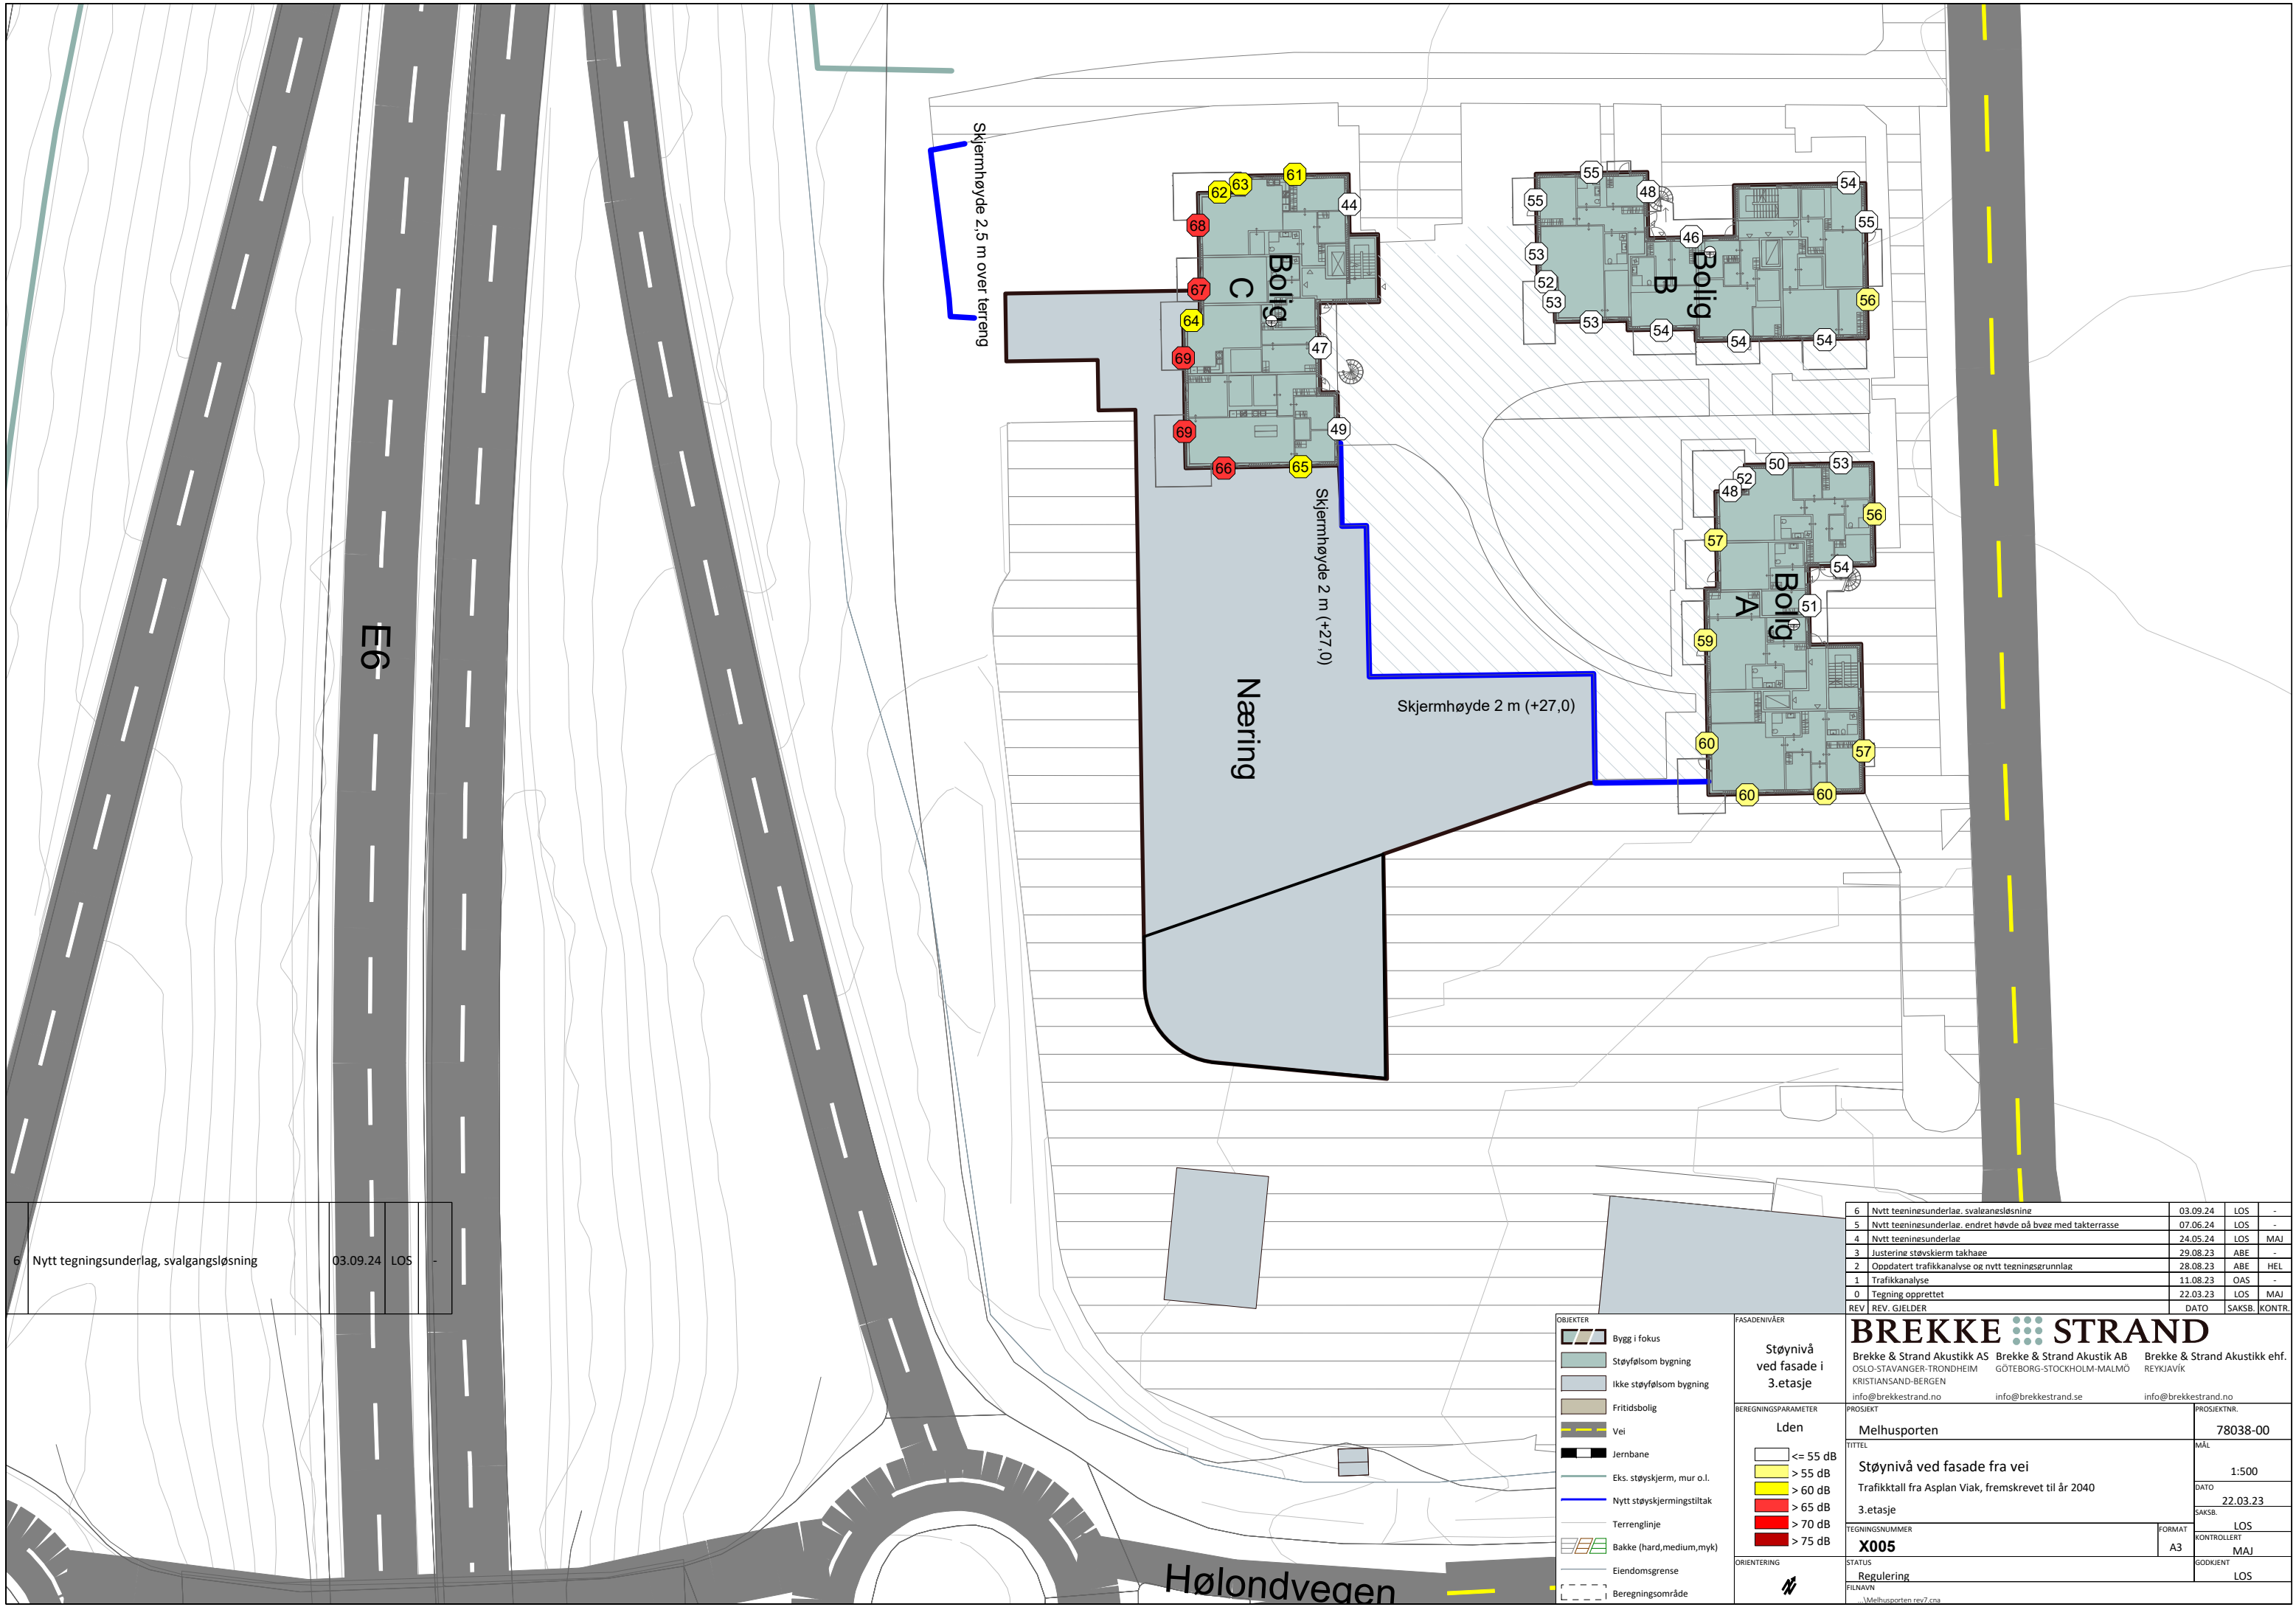 Skjermhøyde 2,5 m over terreng
62
63
61
44
68
67
64
69
69
66
65
47
49
Bolig
C
55
55
48
54
55
46
53
52
53
53
54
54
54
56
Bolig
B
50
53
52
48
56
57
54
51
59
60
57
60
60
Bolig
A
Skjermhøyde 2 m (+27,0)
Skjermhøyde 2 m (+27,0)
Næring
E6
Hølondvegen
6 Nytt tegningsunderlag, svalgangsløsning 03.09.24 LOS -
6 Nytt tegningsunderlag, svalgangsløsning 03.09.24 LOS -
5 Nytt tegningsunderlag, endret høyde på bygg med takterrasse 07.06.24 LOS -
4 Nytt tegningsunderlag 24.05.24 LOS MAJ
3 Justering støyskjerm takhage 29.08.23 ABE -
2 Oppdatert trafikkanalyse og nytt tegningsgrunnlag 28.08.23 ABE HEL
1 Trafikkanalyse 11.08.23 OAS -
0 Tegning opprettet 22.03.23 LOS MAJ
REV REV. GJELDER DATO SAKSB. KONTR.
OBJEKTER
Bygg i fokus
Støyfølsom bygning
Ikke støyfølsom bygning
Fritidsbolig
Vei
Jernbane
Eks. støyskjerm, mur o.l.
Nytt støyskjermingstiltak
Terrenglinje
Bakke (hard,medium,myk)
Eiendomsgrense
Beregningsområde
FASADENIVÅER
Støynivå
ved fasade i
3.etasje
BEREGNINGSPARAMETER
Lden
<= 55 dB
> 55 dB
> 60 dB
> 65 dB
> 70 dB
> 75 dB
ORIENTERING
N
BREKKE STRAND
Brekke & Strand Akustikk AS Brekke & Strand Akustik AB Brekke & Strand Akustikk ehf.
OSLO-STAVANGER-TRONDHEIM GÖTEBORG-STOCKHOLM-MALMÖ REYKJAVÍK
KRISTIANSAND-BERGEN
info@brekkestrand.no info@brekkestrand.se info@brekkestrand.no
PROSJEKT
Melhusporten
PROSJEKTNR.
78038-00
TITTEL
Støynivå ved fasade fra vei
Trafikktall fra Asplan Viak, fremskrevet til år 2040
3.etasje
MÅL
1:500
DATO
22.03.23
SAKSB.
LOS
TEGNINGSNUMMER
X005
FORMAT
A3
KONTROLLERT
MAJ
STATUS
Regulering
GODKJENT
LOS
FILNAVN
...\Melhusporten rev7.cna